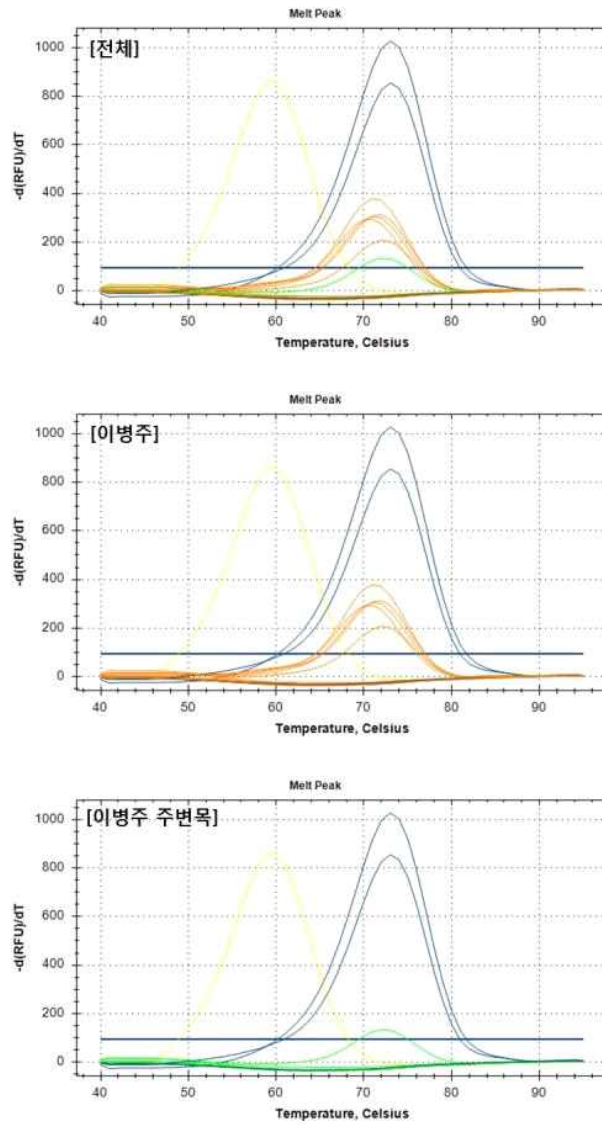 Melt Peak
[전체]
1000
800
600
400
200
0
-d(RFU)/dT
40 50 60 70 80 90
Temperature, Celsius
Melt Peak
[이병주]
1000
800
600
400
200
0
-d(RFU)/dT
40 50 60 70 80 90
Temperature, Celsius
Melt Peak
[이병주 주변목]
1000
800
600
400
200
0
-d(RFU)/dT
40 50 60 70 80 90
Temperature, Celsius